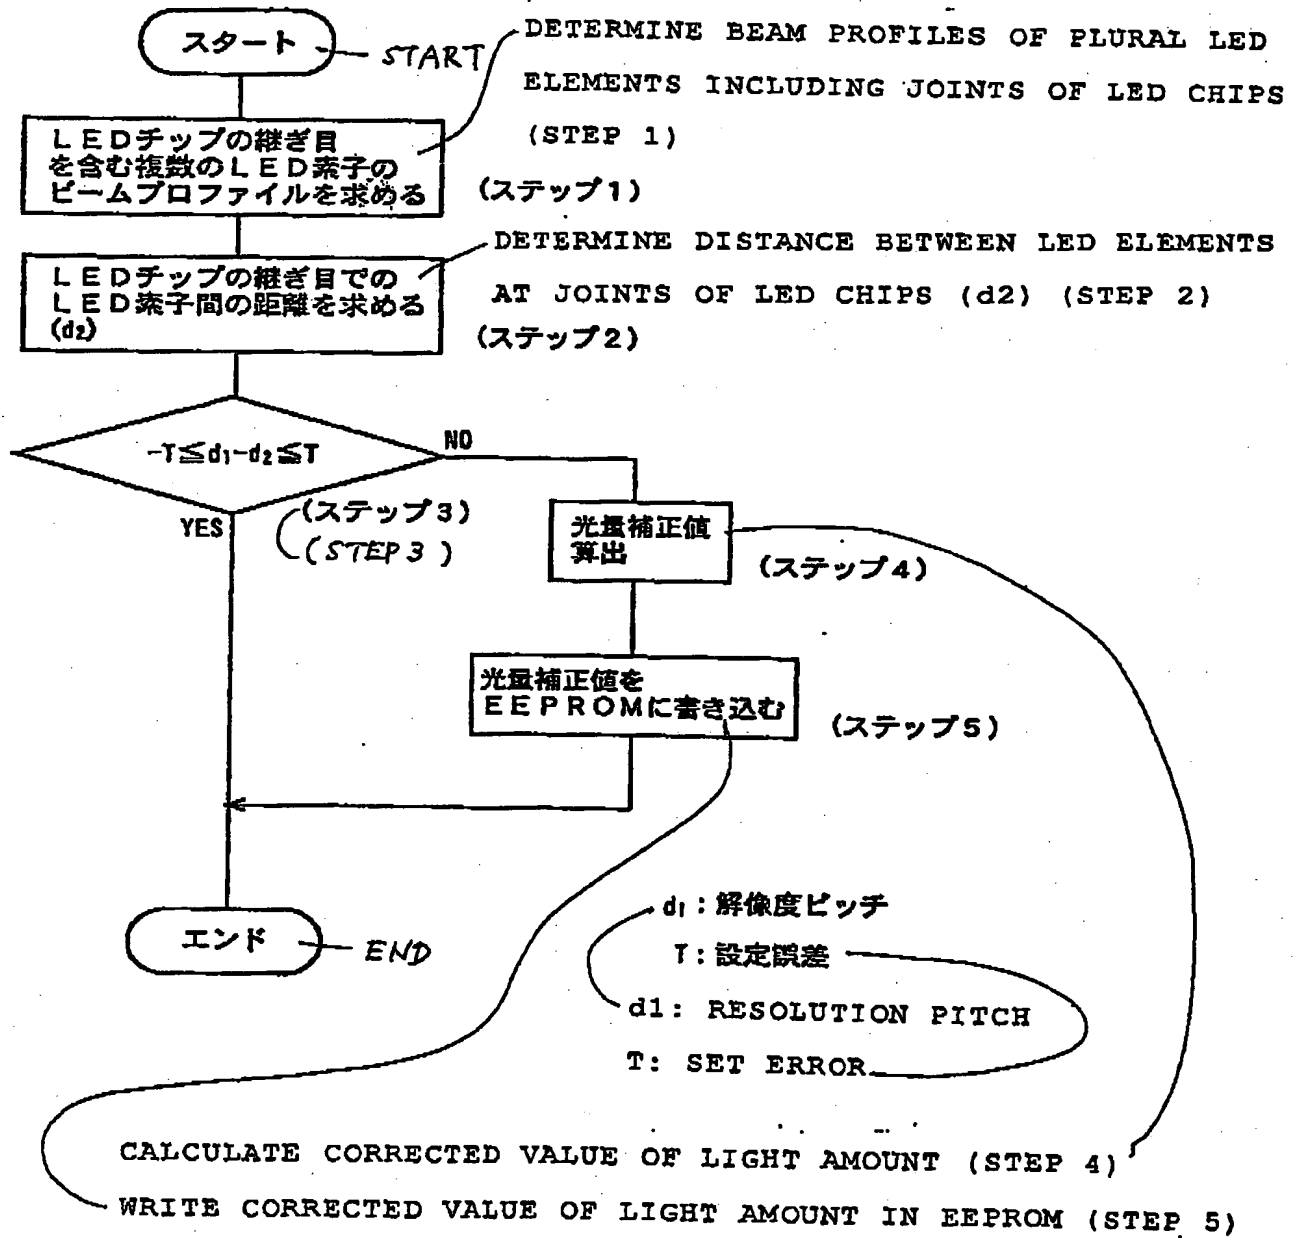 スタート
START
DETERMINE BEAM PROFILES OF PLURAL LED
ELEMENTS INCLUDING JOINTS OF LED CHIPS
(STEP 1)
LEDチップの継ぎ目
を含む複数のLED素子の
ビームプロファイルを求める
(ステップ1)
DETERMINE DISTANCE BETWEEN LED ELEMENTS
AT JOINTS OF LED CHIPS (d2) (STEP 2)
LEDチップの継ぎ目での
LED素子間の距離を求める
(d₂)
(ステップ2)
-T≦d₁-d₂≦T
NO
YES
(ステップ3)
(STEP 3)
光量補正値
算出
(ステップ4)
光量補正値を
EEPROMに書き込む
(ステップ5)
エンド
END
d₁:解像度ピッチ
T:設定誤差
d1: RESOLUTION PITCH
T: SET ERROR
CALCULATE CORRECTED VALUE OF LIGHT AMOUNT (STEP 4)
WRITE CORRECTED VALUE OF LIGHT AMOUNT IN EEPROM (STEP 5)